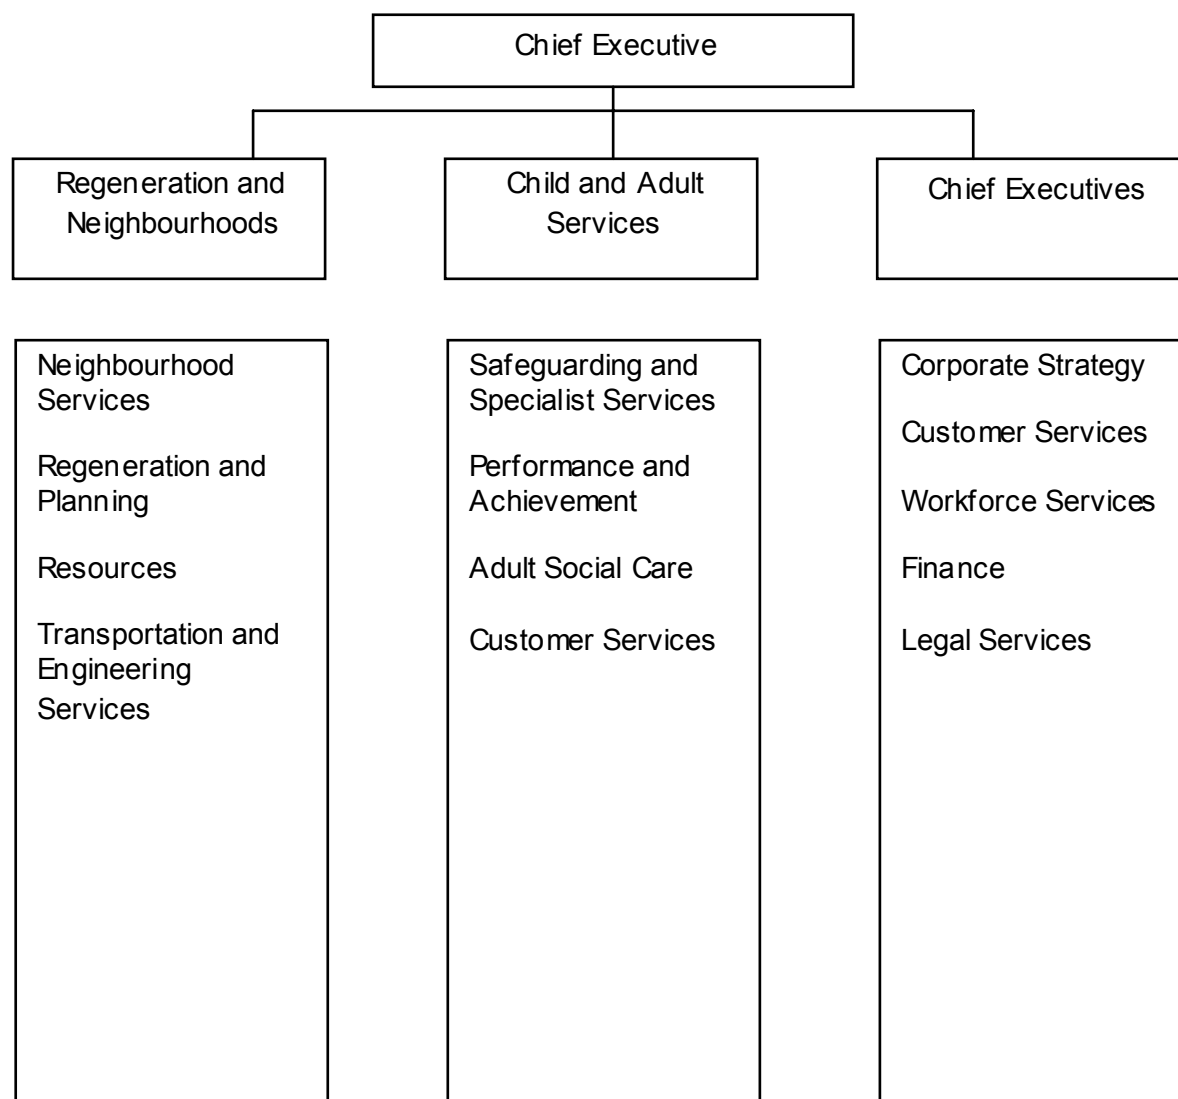 Chief Executive
Regeneration and
Neighbourhoods
Child and Adult
Services
Chief Executives
Neighbourhood
Services
Regeneration and
Planning
Resources
Transportation and
Engineering
Services
Safeguarding and
Specialist Services
Performance and
Achievement
Adult Social Care
Customer Services
Corporate Strategy
Customer Services
Workforce Services
Finance
Legal Services